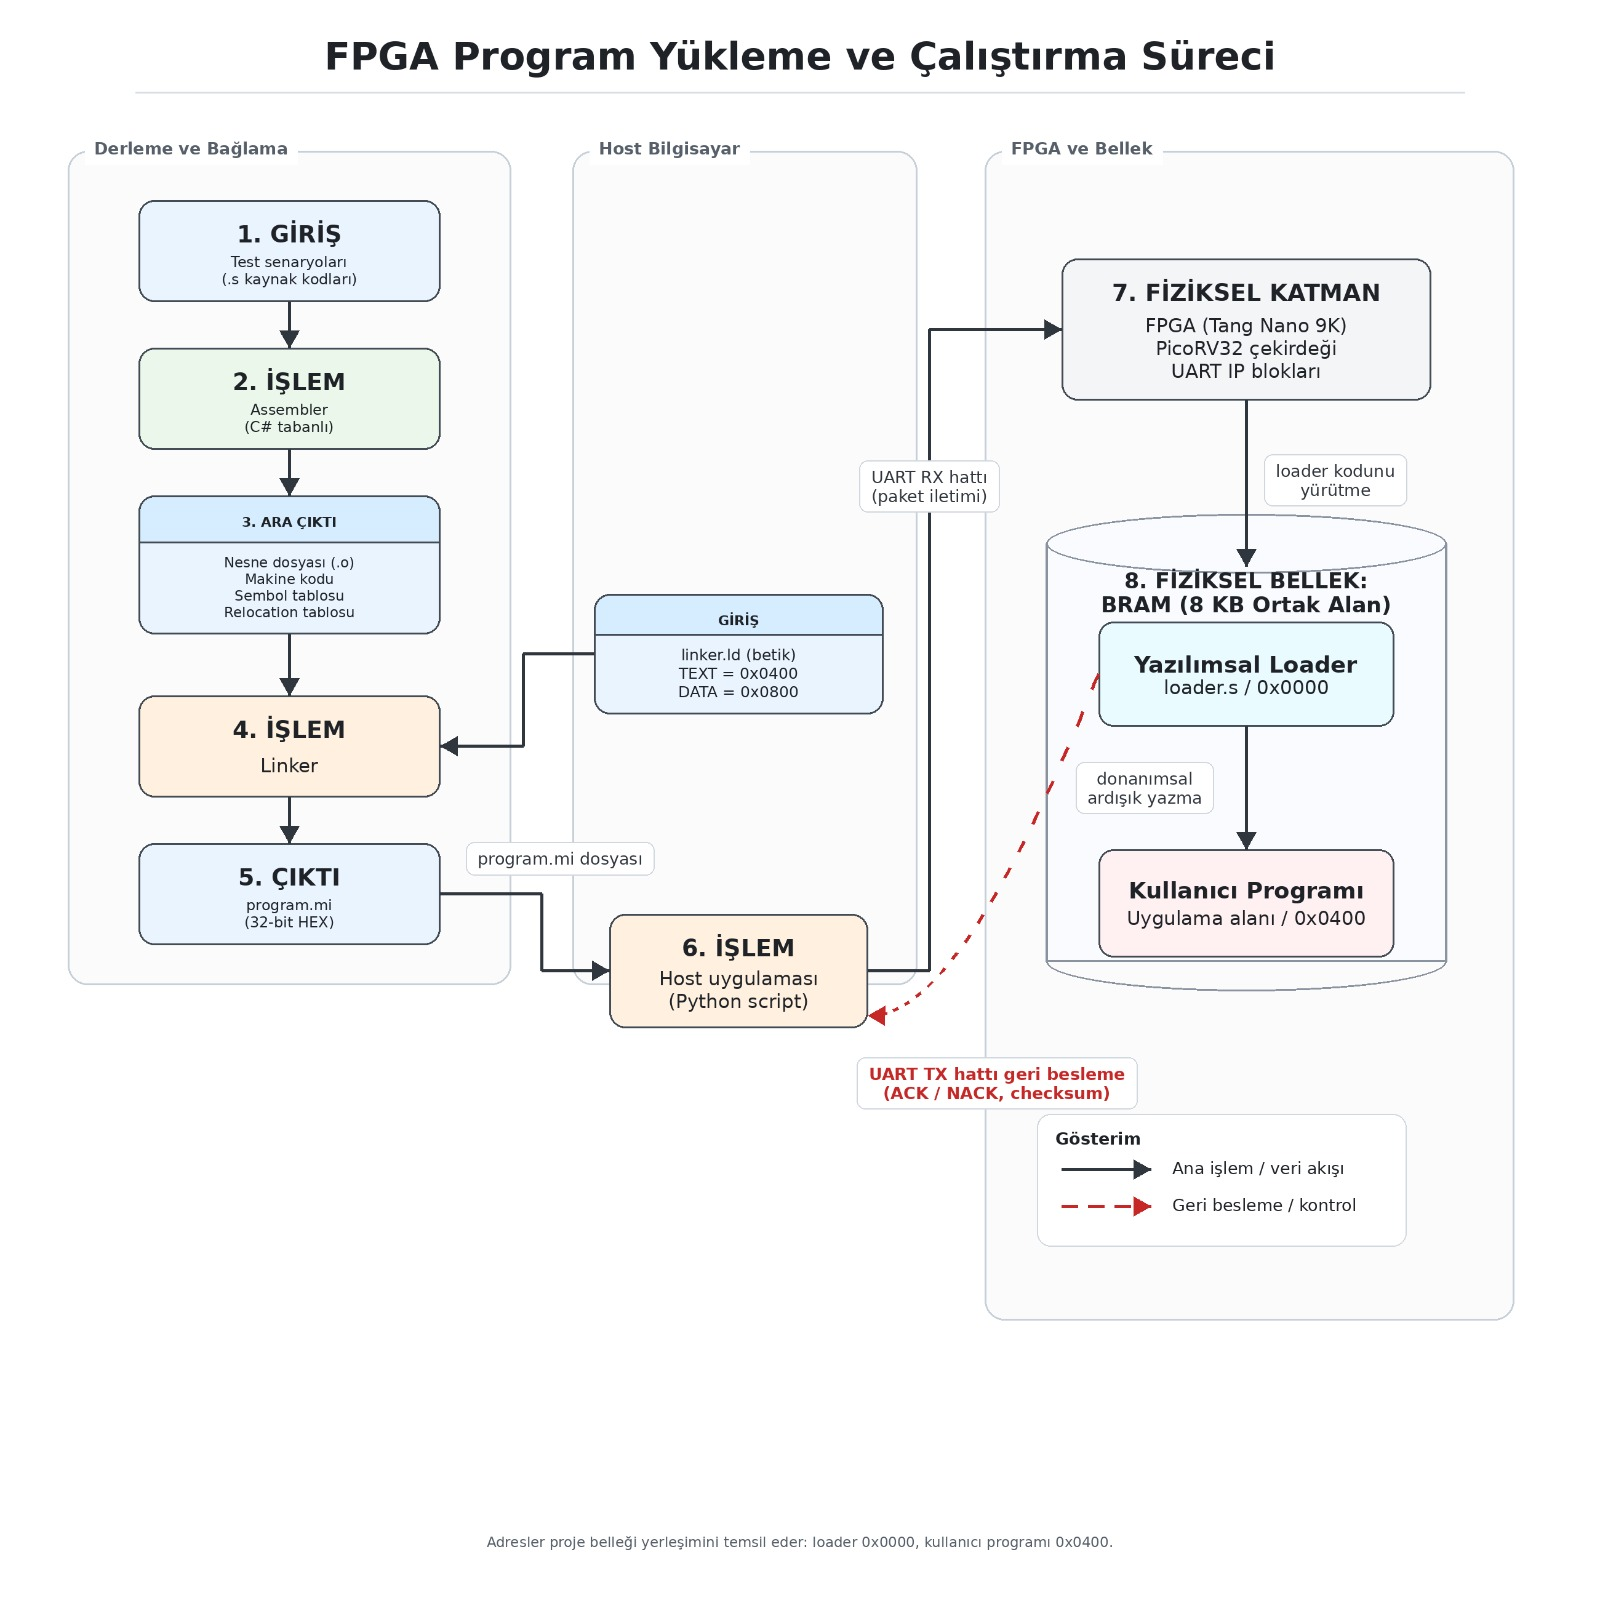 FPGA Program Yükleme ve Çalıştırma Süreci
Derleme ve Bağlama
1. GİRİŞ
Test senaryoları
(.s kaynak kodları)
2. İŞLEM
Assembler
(C# tabanlı)
3. ARA ÇIKTI
Nesne dosyası (.o)
Makine kodu
Sembol tablosu
Relocation tablosu
4. İŞLEM
Linker
5. ÇIKTI
program.mi
(32-bit HEX)
program.mi dosyası
Host Bilgisayar
GİRİŞ
linker.ld (betik)
TEXT = 0x0400
DATA = 0x0800
6. İŞLEM
Host uygulaması
(Python script)
UART RX hattı
(paket iletimi)
FPGA ve Bellek
7. FİZİKSEL KATMAN
FPGA (Tang Nano 9K)
PicoRV32 çekirdeği
UART IP blokları
loader kodunu
yürütme
8. FİZİKSEL BELLEK:
BRAM (8 KB Ortak Alan)
Yazılımsal Loader
loader.s / 0x0000
donanımsal
ardışık yazma
Kullanıcı Programı
Uygulama alanı / 0x0400
UART TX hattı geri besleme
(ACK / NACK, checksum)
Gösterim
Ana işlem / veri akışı
Geri besleme / kontrol
Adresler proje belleği yerleşimini temsil eder: loader 0x0000, kullanıcı programı 0x0400.